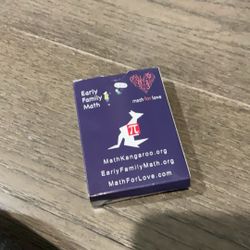 Early
Family
Math
math for love
π
MathKangaroo.org
EarlyFamilyMath.org
MathForLove.com